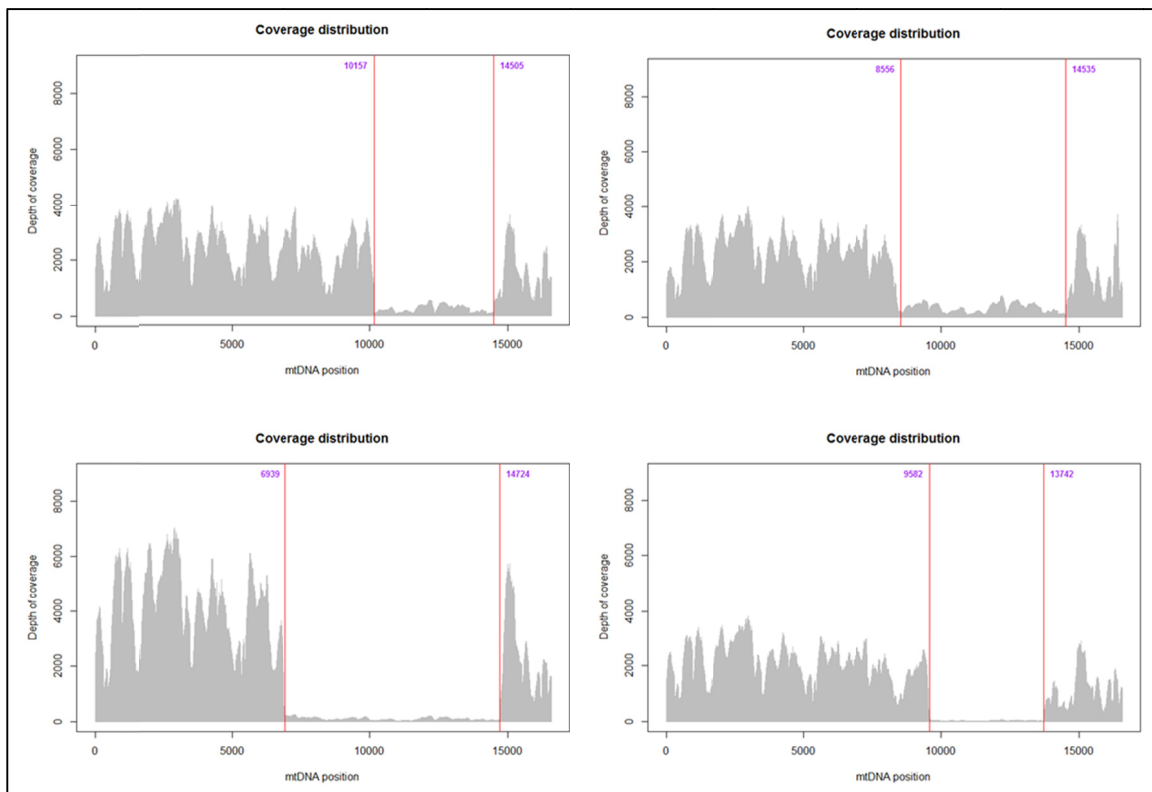 Coverage distribution
10157 14505
8000
6000
4000
2000
0
Depth of coverage
0 5000 10000 15000
mtDNA position
Coverage distribution
8556 14535
8000
6000
4000
2000
0
Depth of coverage
0 5000 10000 15000
mtDNA position
Coverage distribution
6939 14724
8000
6000
4000
2000
0
Depth of coverage
0 5000 10000 15000
mtDNA position
Coverage distribution
9582 13742
8000
6000
4000
2000
0
Depth of coverage
0 5000 10000 15000
mtDNA position